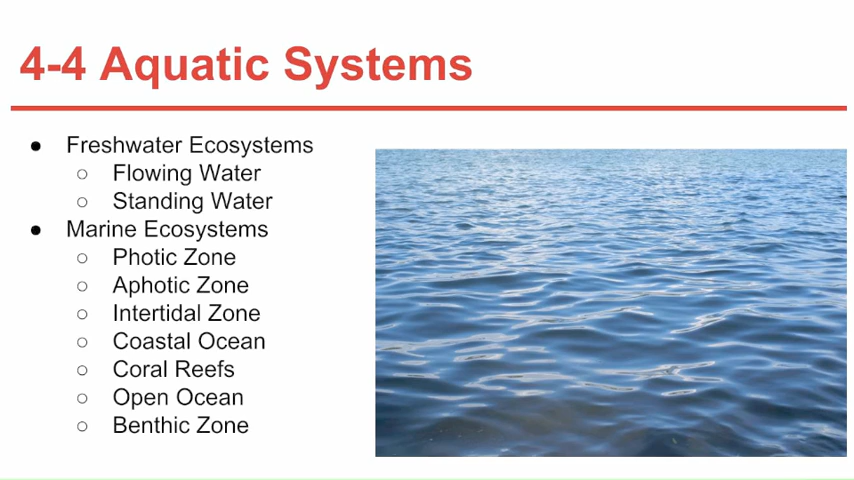 4-4 Aquatic Systems
● Freshwater Ecosystems
○ Flowing Water
○ Standing Water
● Marine Ecosystems
○ Photic Zone
○ Aphotic Zone
○ Intertidal Zone
○ Coastal Ocean
○ Coral Reefs
○ Open Ocean
○ Benthic Zone